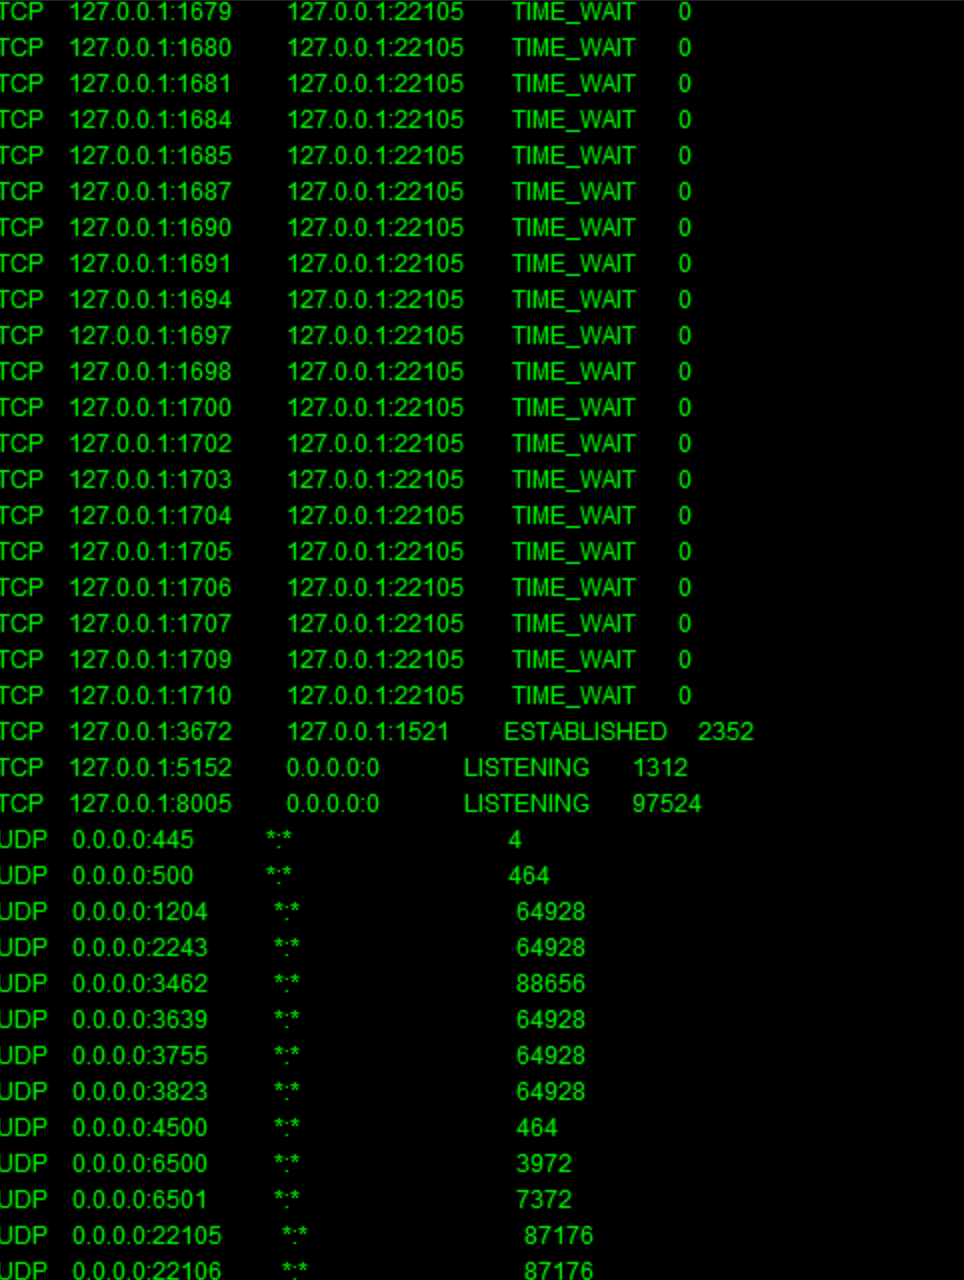 TCP 127.0.0.1:1679 127.0.0.1:22105 TIME_WAIT 0
TCP 127.0.0.1:1680 127.0.0.1:22105 TIME_WAIT 0
TCP 127.0.0.1:1681 127.0.0.1:22105 TIME_WAIT 0
TCP 127.0.0.1:1684 127.0.0.1:22105 TIME_WAIT 0
TCP 127.0.0.1:1685 127.0.0.1:22105 TIME_WAIT 0
TCP 127.0.0.1:1687 127.0.0.1:22105 TIME_WAIT 0
TCP 127.0.0.1:1690 127.0.0.1:22105 TIME_WAIT 0
TCP 127.0.0.1:1691 127.0.0.1:22105 TIME_WAIT 0
TCP 127.0.0.1:1694 127.0.0.1:22105 TIME_WAIT 0
TCP 127.0.0.1:1697 127.0.0.1:22105 TIME_WAIT 0
TCP 127.0.0.1:1698 127.0.0.1:22105 TIME_WAIT 0
TCP 127.0.0.1:1700 127.0.0.1:22105 TIME_WAIT 0
TCP 127.0.0.1:1702 127.0.0.1:22105 TIME_WAIT 0
TCP 127.0.0.1:1703 127.0.0.1:22105 TIME_WAIT 0
TCP 127.0.0.1:1704 127.0.0.1:22105 TIME_WAIT 0
TCP 127.0.0.1:1705 127.0.0.1:22105 TIME_WAIT 0
TCP 127.0.0.1:1706 127.0.0.1:22105 TIME_WAIT 0
TCP 127.0.0.1:1707 127.0.0.1:22105 TIME_WAIT 0
TCP 127.0.0.1:1709 127.0.0.1:22105 TIME_WAIT 0
TCP 127.0.0.1:1710 127.0.0.1:22105 TIME_WAIT 0
TCP 127.0.0.1:3672 127.0.0.1:1521 ESTABLISHED 2352
TCP 127.0.0.1:5152 0.0.0.0:0 LISTENING 1312
TCP 127.0.0.1:8005 0.0.0.0:0 LISTENING 97524
UDP 0.0.0.0:445 *:* 4
UDP 0.0.0.0:500 *:* 464
UDP 0.0.0.0:1204 *:* 64928
UDP 0.0.0.0:2243 *:* 64928
UDP 0.0.0.0:3462 *:* 88656
UDP 0.0.0.0:3639 *:* 64928
UDP 0.0.0.0:3755 *:* 64928
UDP 0.0.0.0:3823 *:* 64928
UDP 0.0.0.0:4500 *:* 464
UDP 0.0.0.0:6500 *:* 3972
UDP 0.0.0.0:6501 *:* 7372
UDP 0.0.0.0:22105 *:* 87176
UDP 0.0.0.0:22106 *:* 87176